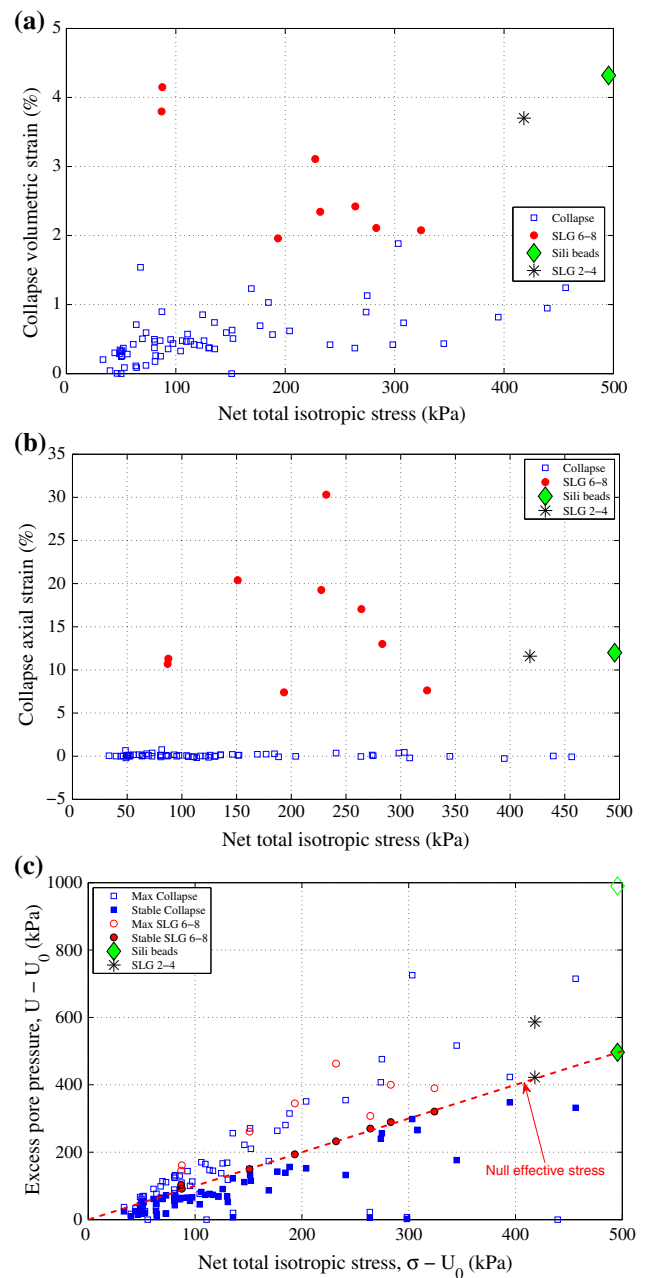 (a)
5
4
3
2
1
0
Collapse volumetric strain (%)
Collapse
SLG 6−8
Sili beads
SLG 2−4
0 100 200 300 400 500
Net total isotropic stress (kPa)
(b)
35
30
25
20
15
10
5
0
−5
Collapse axial strain (%)
Collapse
SLG 6−8
Sili beads
SLG 2−4
0 50 100 150 200 250 300 350 400 450 500
Net total isotropic stress (kPa)
(c)
1000
800
600
400
200
0
Excess pore pressure, U − U0 (kPa)
Max Collapse
Stable Collapse
Max SLG 6−8
Stable SLG 6−8
Sili beads
SLG 2−4
Null effective stress
0 100 200 300 400 500
Net total isotropic stress, σ − U0 (kPa)